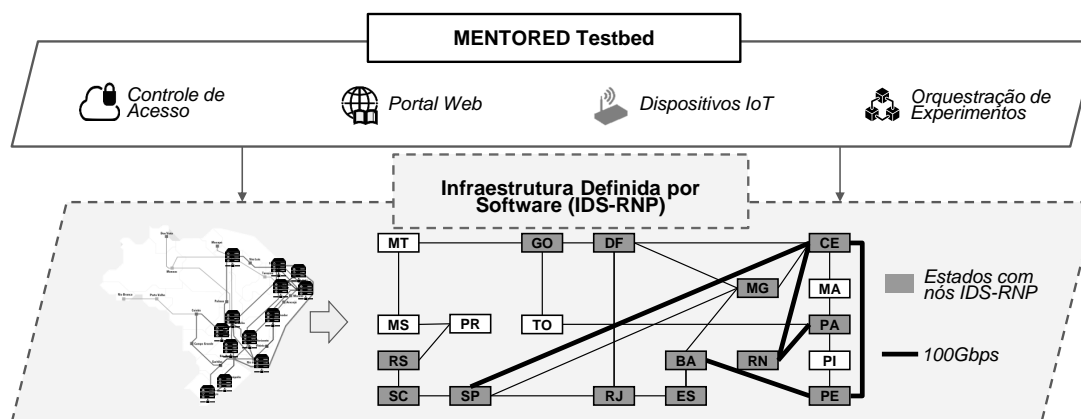 MENTORED Testbed
Controle de
Acesso
Portal Web
Dispositivos IoT
Orquestração de
Experimentos
Infraestrutura Definida por
Software (IDS-RNP)
MT
GO
DF
CE
MG
MA
MS
PR
TO
PA
RS
BA
RN
PI
SC
SP
RJ
ES
PE
Estados com
nós IDS-RNP
100Gbps